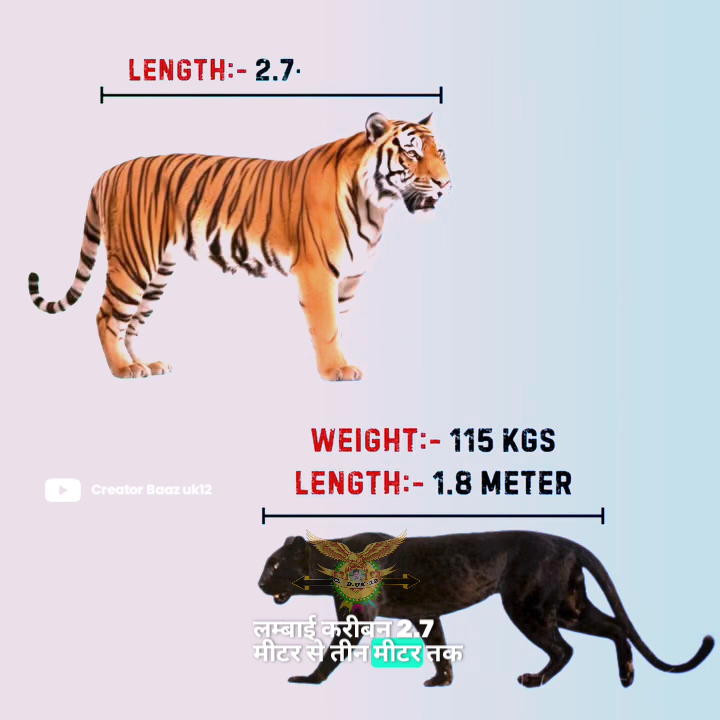 LENGTH:- 2.7
WEIGHT:- 115 KGS
LENGTH:- 1.8 METER
Creator Baaz uk12
लम्बाई करीबन 2.7
मीटर से तीन मीटर तक